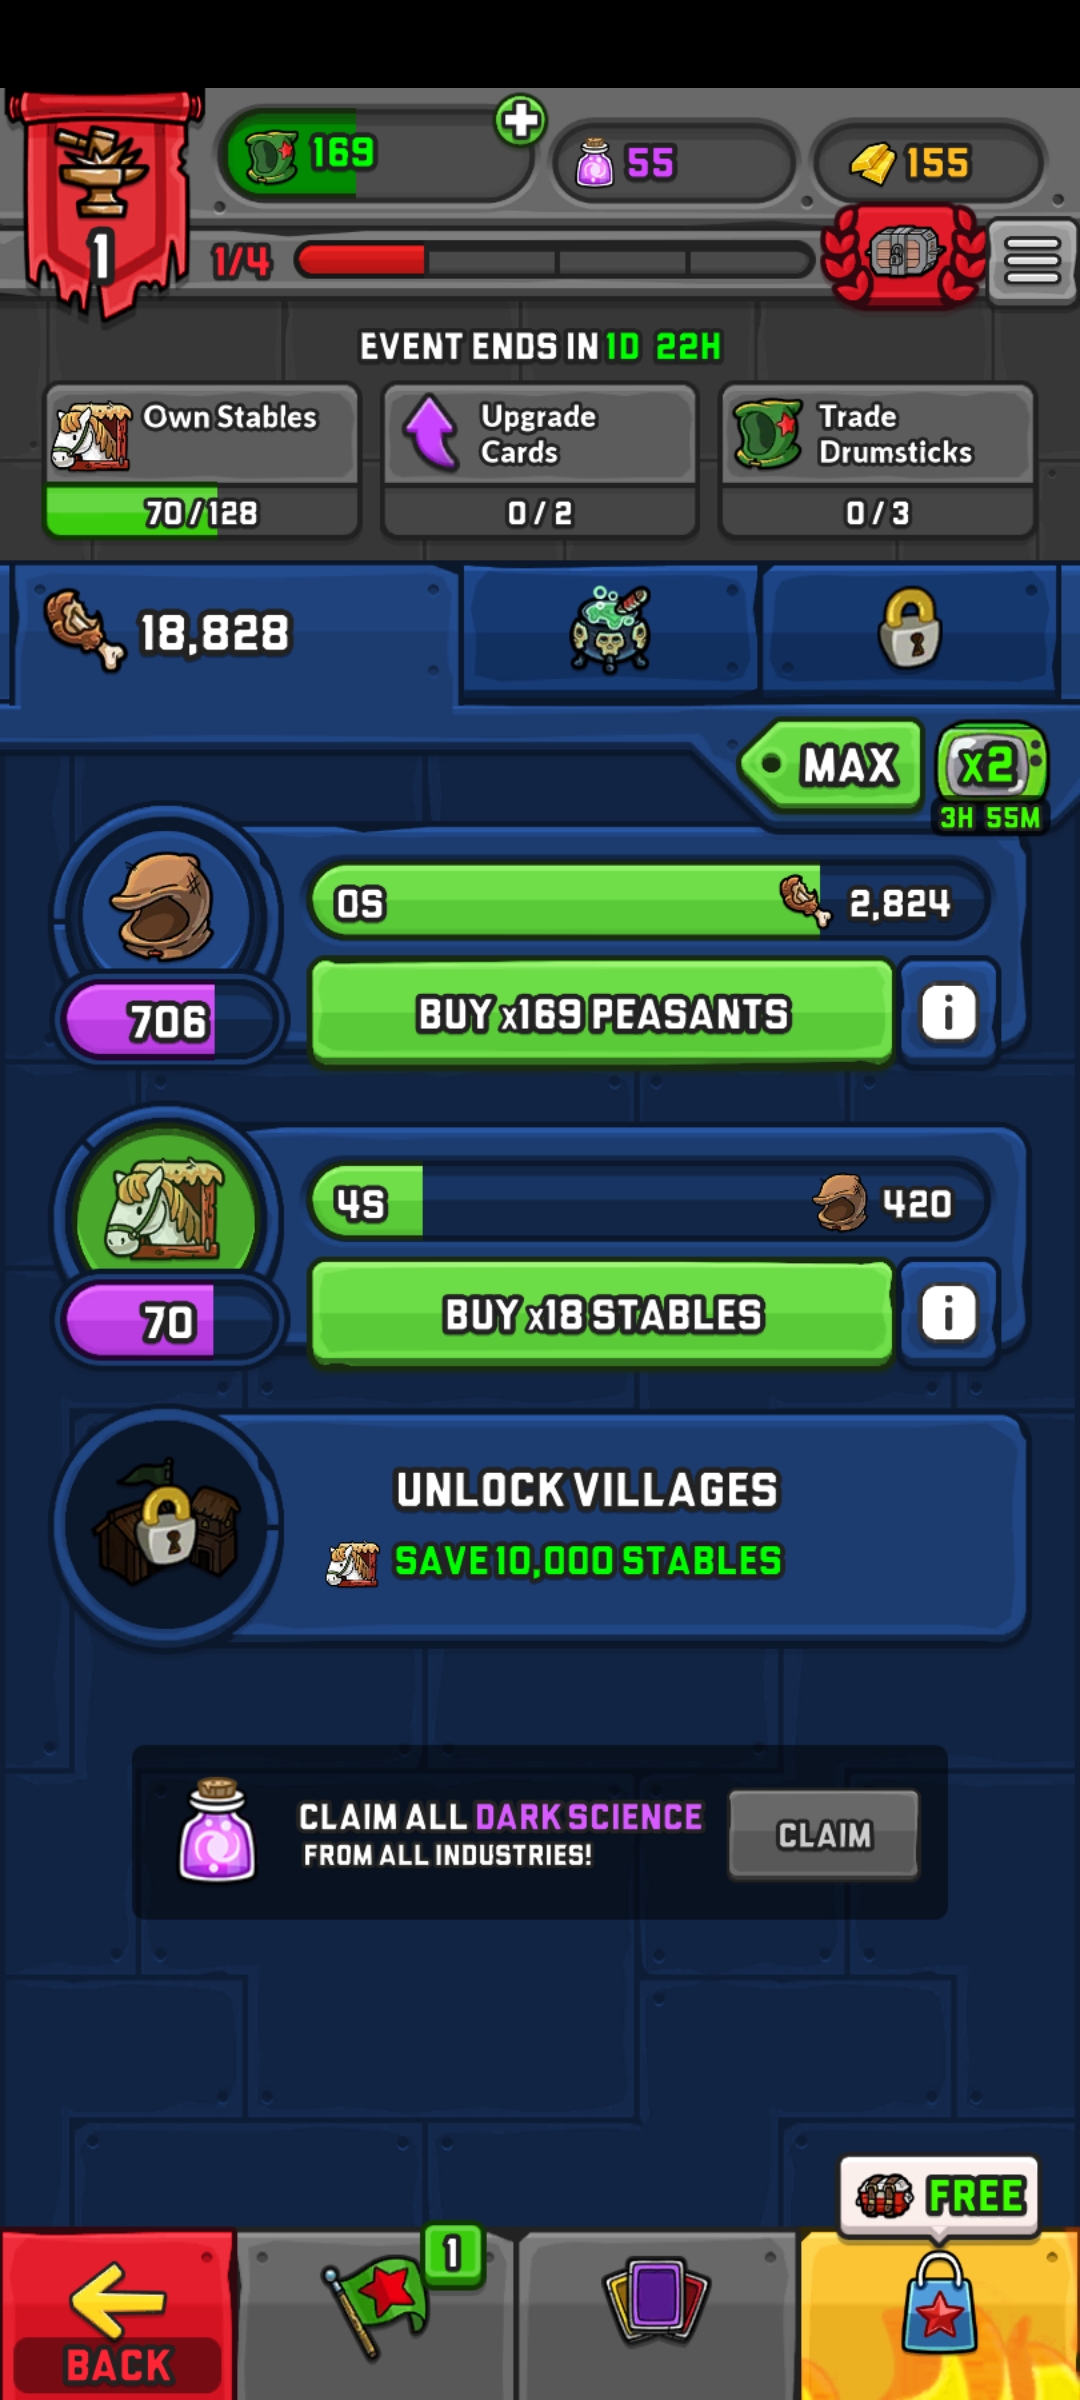 169
55
155
1
1/4
EVENT ENDS IN 1D 22H
Own Stables
70/128
Upgrade
Cards
0/2
Trade
Drumsticks
0/3
18,828
MAX
x2
3H 55M
0S
2,824
706
BUY x169 PEASANTS
i
4S
420
70
BUY x18 STABLES
i
UNLOCK VILLAGES
SAVE 10,000 STABLES
CLAIM ALL DARK SCIENCE
FROM ALL INDUSTRIES!
CLAIM
FREE
1
BACK